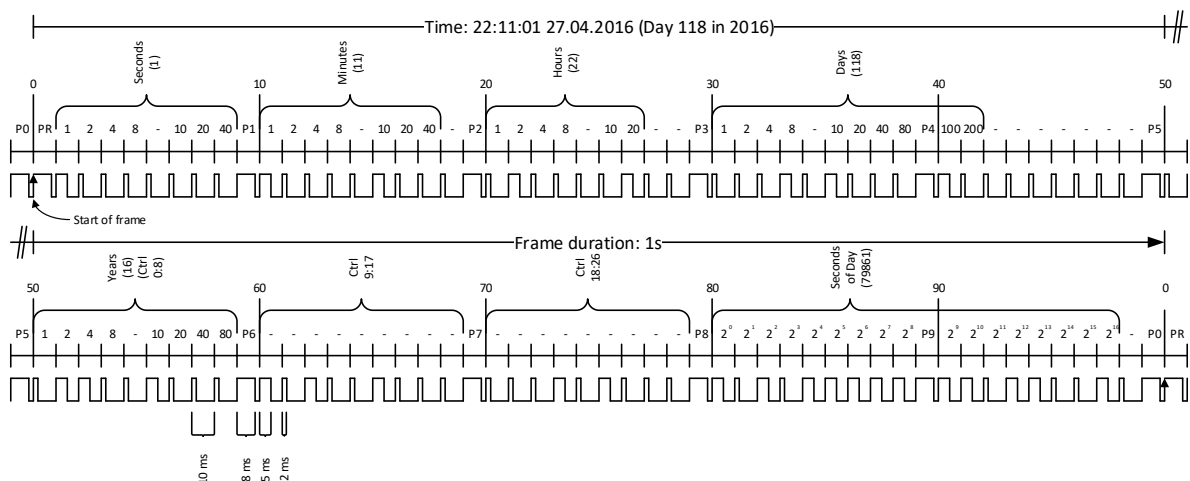 Time: 22:11:01 27.04.2016 (Day 118 in 2016)
Seconds
(1)
Minutes
(11)
Hours
(22)
Days
(118)
0 10 20 30 40 50
P0 PR 1 2 4 8 - 10 20 40 P1 1 2 4 8 - 10 20 40 - P2 1 2 4 8 - 10 20 - - P3 1 2 4 8 - 10 20 40 80 P4 100 200 - - - - - - - P5
Start of frame
Frame duration: 1s
Years
(16)
(Ctrl
0:8)
Ctrl
9:17
Ctrl
18:26
Seconds
of Day
(79861)
50 60 70 80 90 0
P5 1 2 4 8 - 10 20 40 80 P6 - - - - - - - - - P7 - - - - - - - - - P8 2⁰ 2¹ 2² 2³ 2⁴ 2⁵ 2⁶ 2⁷ 2⁸ P9 2⁹ 2¹⁰ 2¹¹ 2¹² 2¹³ 2¹⁴ 2¹⁵ 2¹⁶ - P0 PR
10 ms
8 ms
5 ms
2 ms